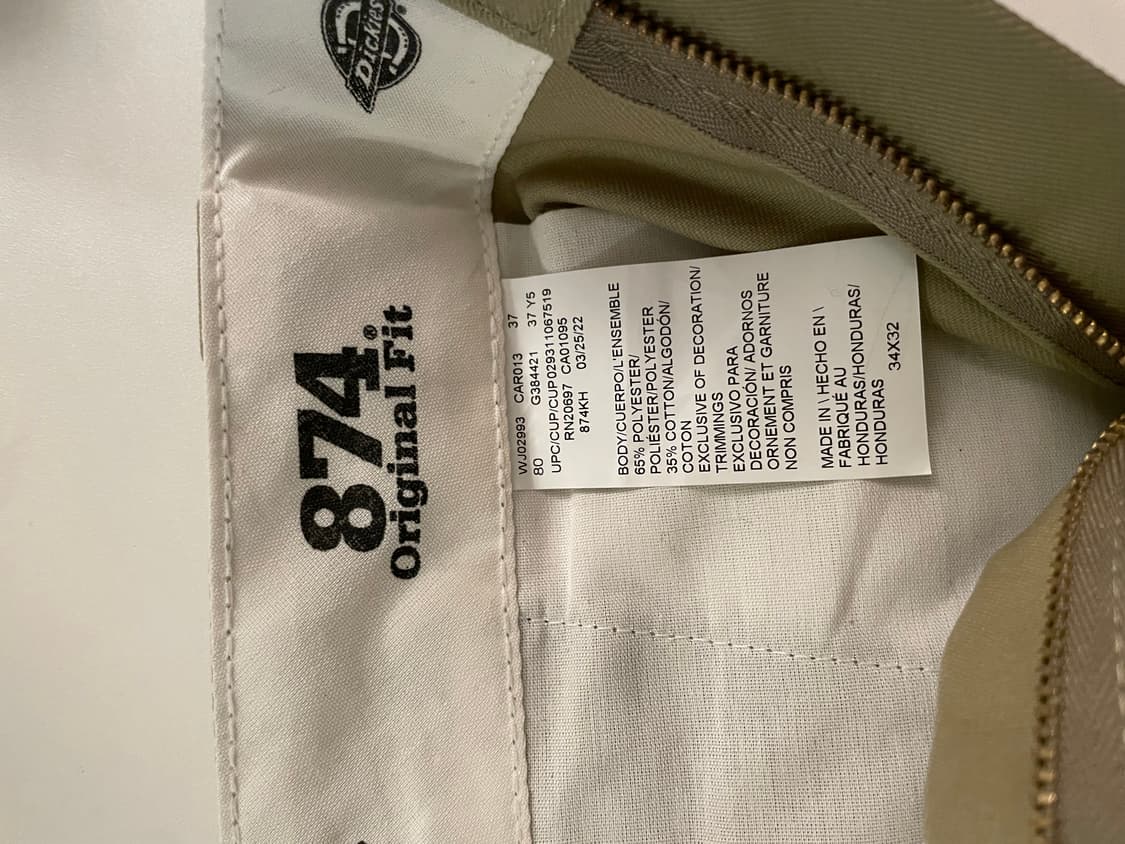 Dickies
874®
Original Fit
WJ02993 CAR013 37
80 G384421 37 Y5
UPC/CUP/CUP029311067519
RN20697 CA01095
874KH 03/25/22
BODY/CUERPO/L'ENSEMBLE
65% POLYESTER/
POLIÉSTER/POLYESTER
35% COTTON/ALGODON/
COTON
EXCLUSIVE OF DECORATION/
TRIMMINGS
EXCLUSIVO PARA
DECORACIÓN/ ADORNOS
ORNEMENT ET GARNITURE
NON COMPRIS
MADE IN \ HECHO EN \
FABRIQUÉ AU
HONDURAS/HONDURAS/
HONDURAS
34X32